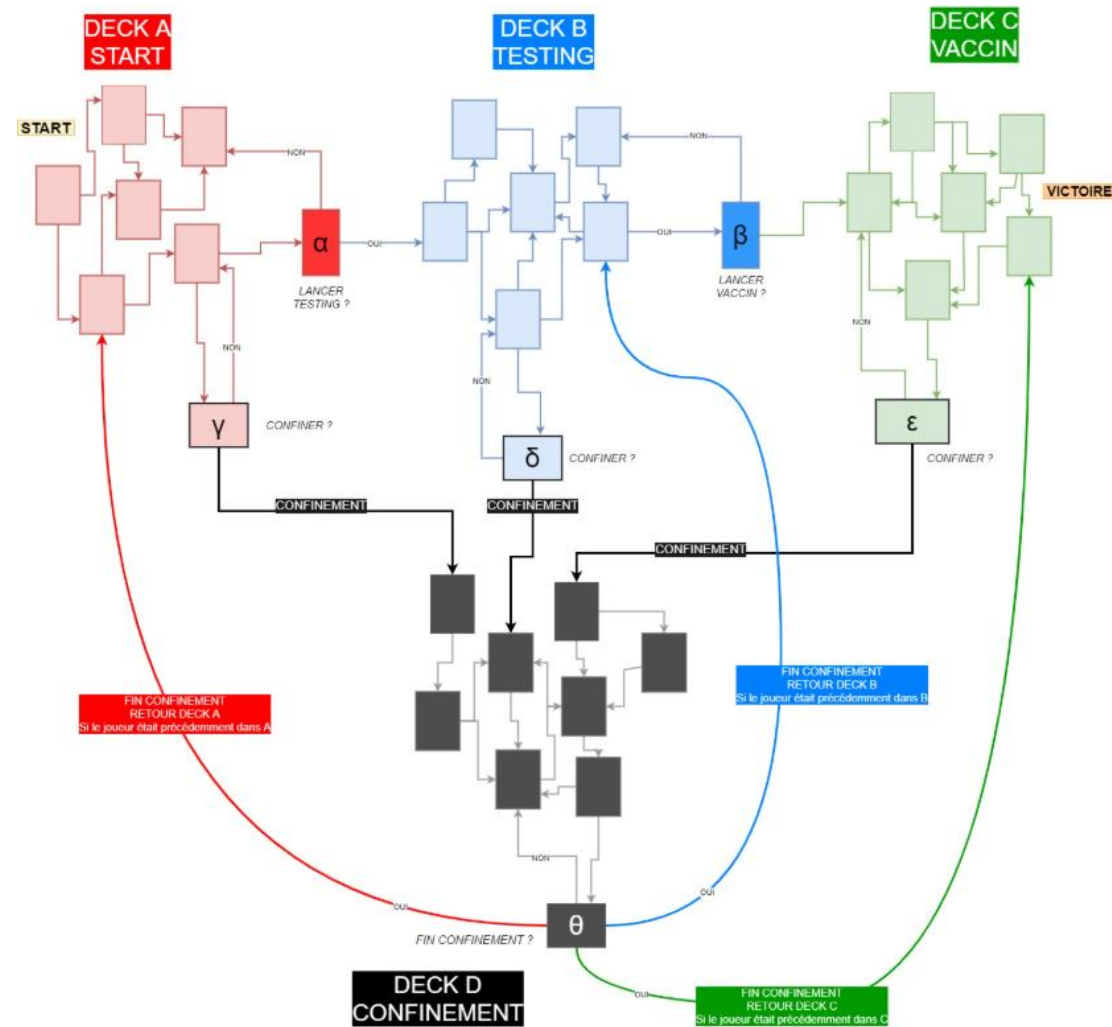 DECK A
START
DECK B
TESTING
DECK C
VACCIN
START
NON
NON
VICTOIRE
α
OUI
OUI
β
LANCER
TESTING ?
LANCER
VACCIN ?
NON
NON
NON
γ
CONFINER ?
δ
CONFINER ?
ε
CONFINER ?
CONFINEMENT
CONFINEMENT
CONFINEMENT
FIN CONFINEMENT
RETOUR DECK A
Si le joueur était précédemment dans A
FIN CONFINEMENT
RETOUR DECK B
Si le joueur était précédemment dans B
NON
OUI
OUI
θ
FIN CONFINEMENT ?
OUI
DECK D
CONFINEMENT
FIN CONFINEMENT
RETOUR DECK C
Si le joueur était précédemment dans C